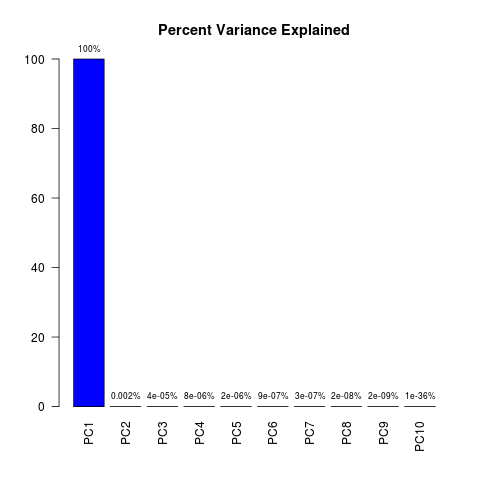 Percent Variance Explained
100%
100
80
60
40
20
0
0.002% 4e-05% 8e-06% 2e-06% 9e-07% 3e-07% 2e-08% 2e-09% 1e-36%
PC1 PC2 PC3 PC4 PC5 PC6 PC7 PC8 PC9 PC10